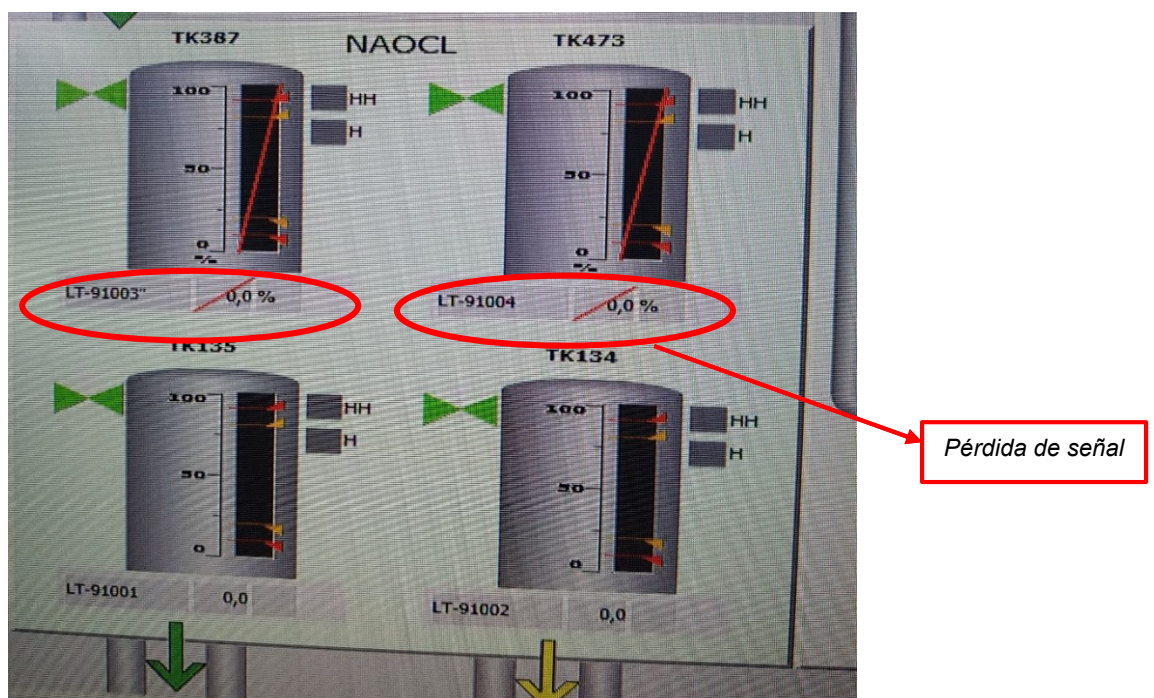 TK387
NAOCL
TK473
100
50
0
%
HH
H
100
50
0
%
HH
H
LT-91003"
0,0 %
LT-91004
0,0 %
TK135
TK134
100
50
0
HH
H
100
50
0
HH
H
Pérdida de señal
LT-91001
0,0
LT-91002
0,0